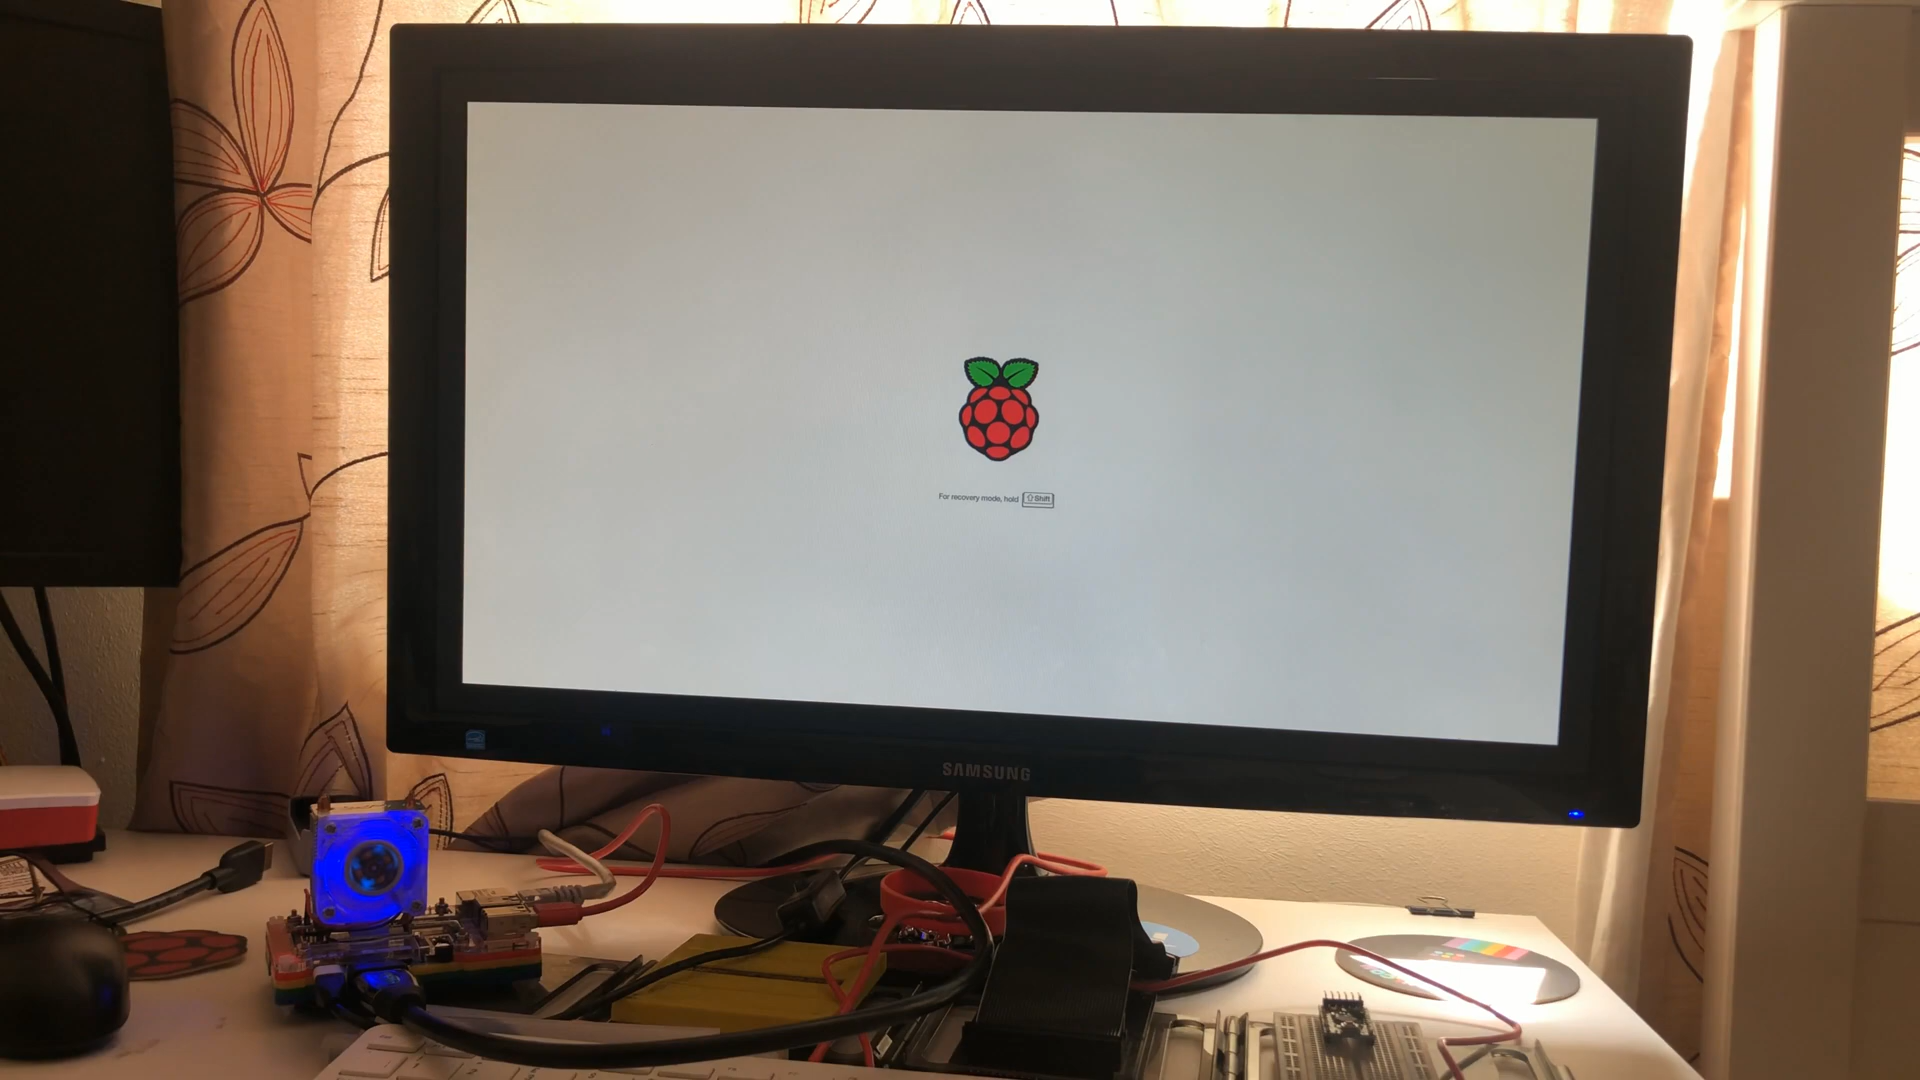 For recovery mode, hold ⇧ Shift
SAMSUNG